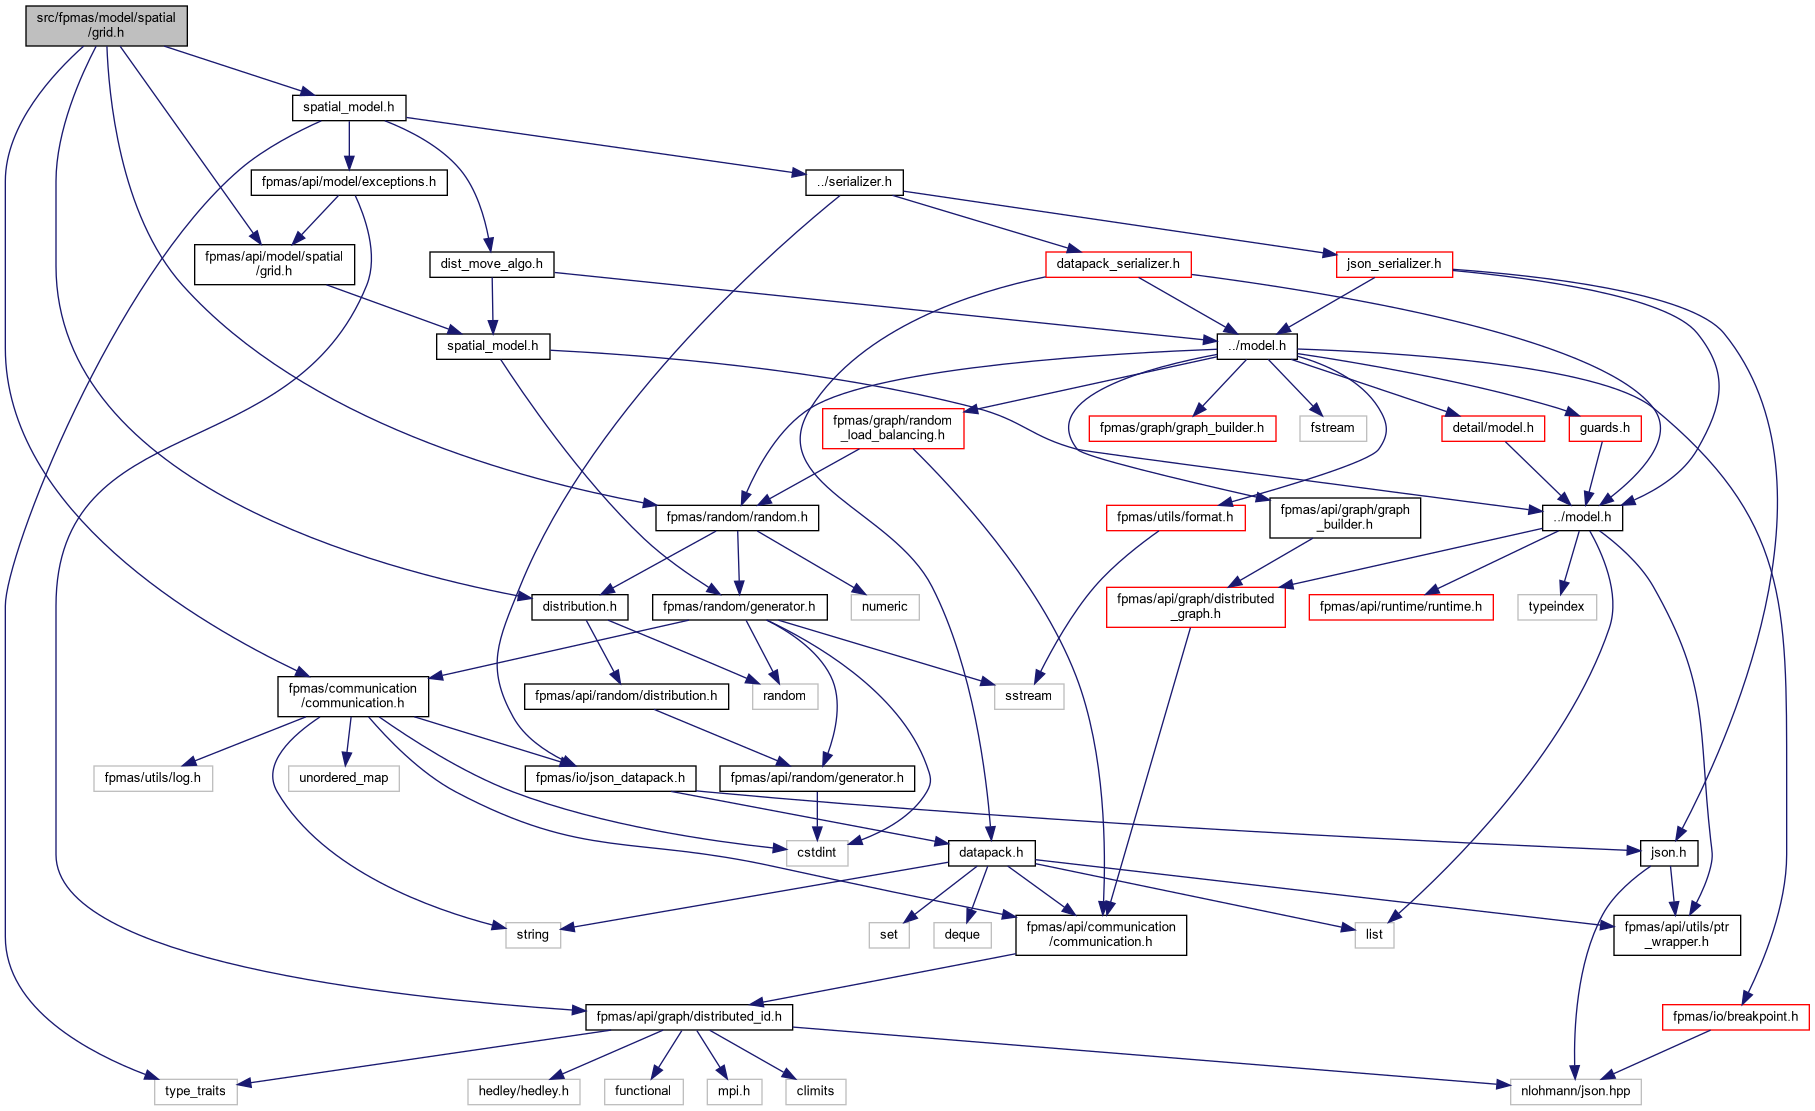 src/fpmas/model/spatial
/grid.h
spatial_model.h
fpmas/api/model/exceptions.h
../serializer.h
fpmas/api/model/spatial
/grid.h
dist_move_algo.h
datapack_serializer.h
json_serializer.h
spatial_model.h
../model.h
fpmas/graph/random
_load_balancing.h
fpmas/graph/graph_builder.h
fstream
detail/model.h
guards.h
fpmas/random/random.h
fpmas/utils/format.h
fpmas/api/graph/graph
_builder.h
../model.h
distribution.h
fpmas/random/generator.h
numeric
fpmas/api/graph/distributed
_graph.h
fpmas/api/runtime/runtime.h
typeindex
fpmas/communication
/communication.h
fpmas/api/random/distribution.h
random
sstream
fpmas/utils/log.h
unordered_map
fpmas/io/json_datapack.h
fpmas/api/random/generator.h
cstdint
datapack.h
json.h
string
set
deque
fpmas/api/communication
/communication.h
list
fpmas/api/utils/ptr
_wrapper.h
fpmas/api/graph/distributed_id.h
fpmas/io/breakpoint.h
type_traits
hedley/hedley.h
functional
mpi.h
climits
nlohmann/json.hpp